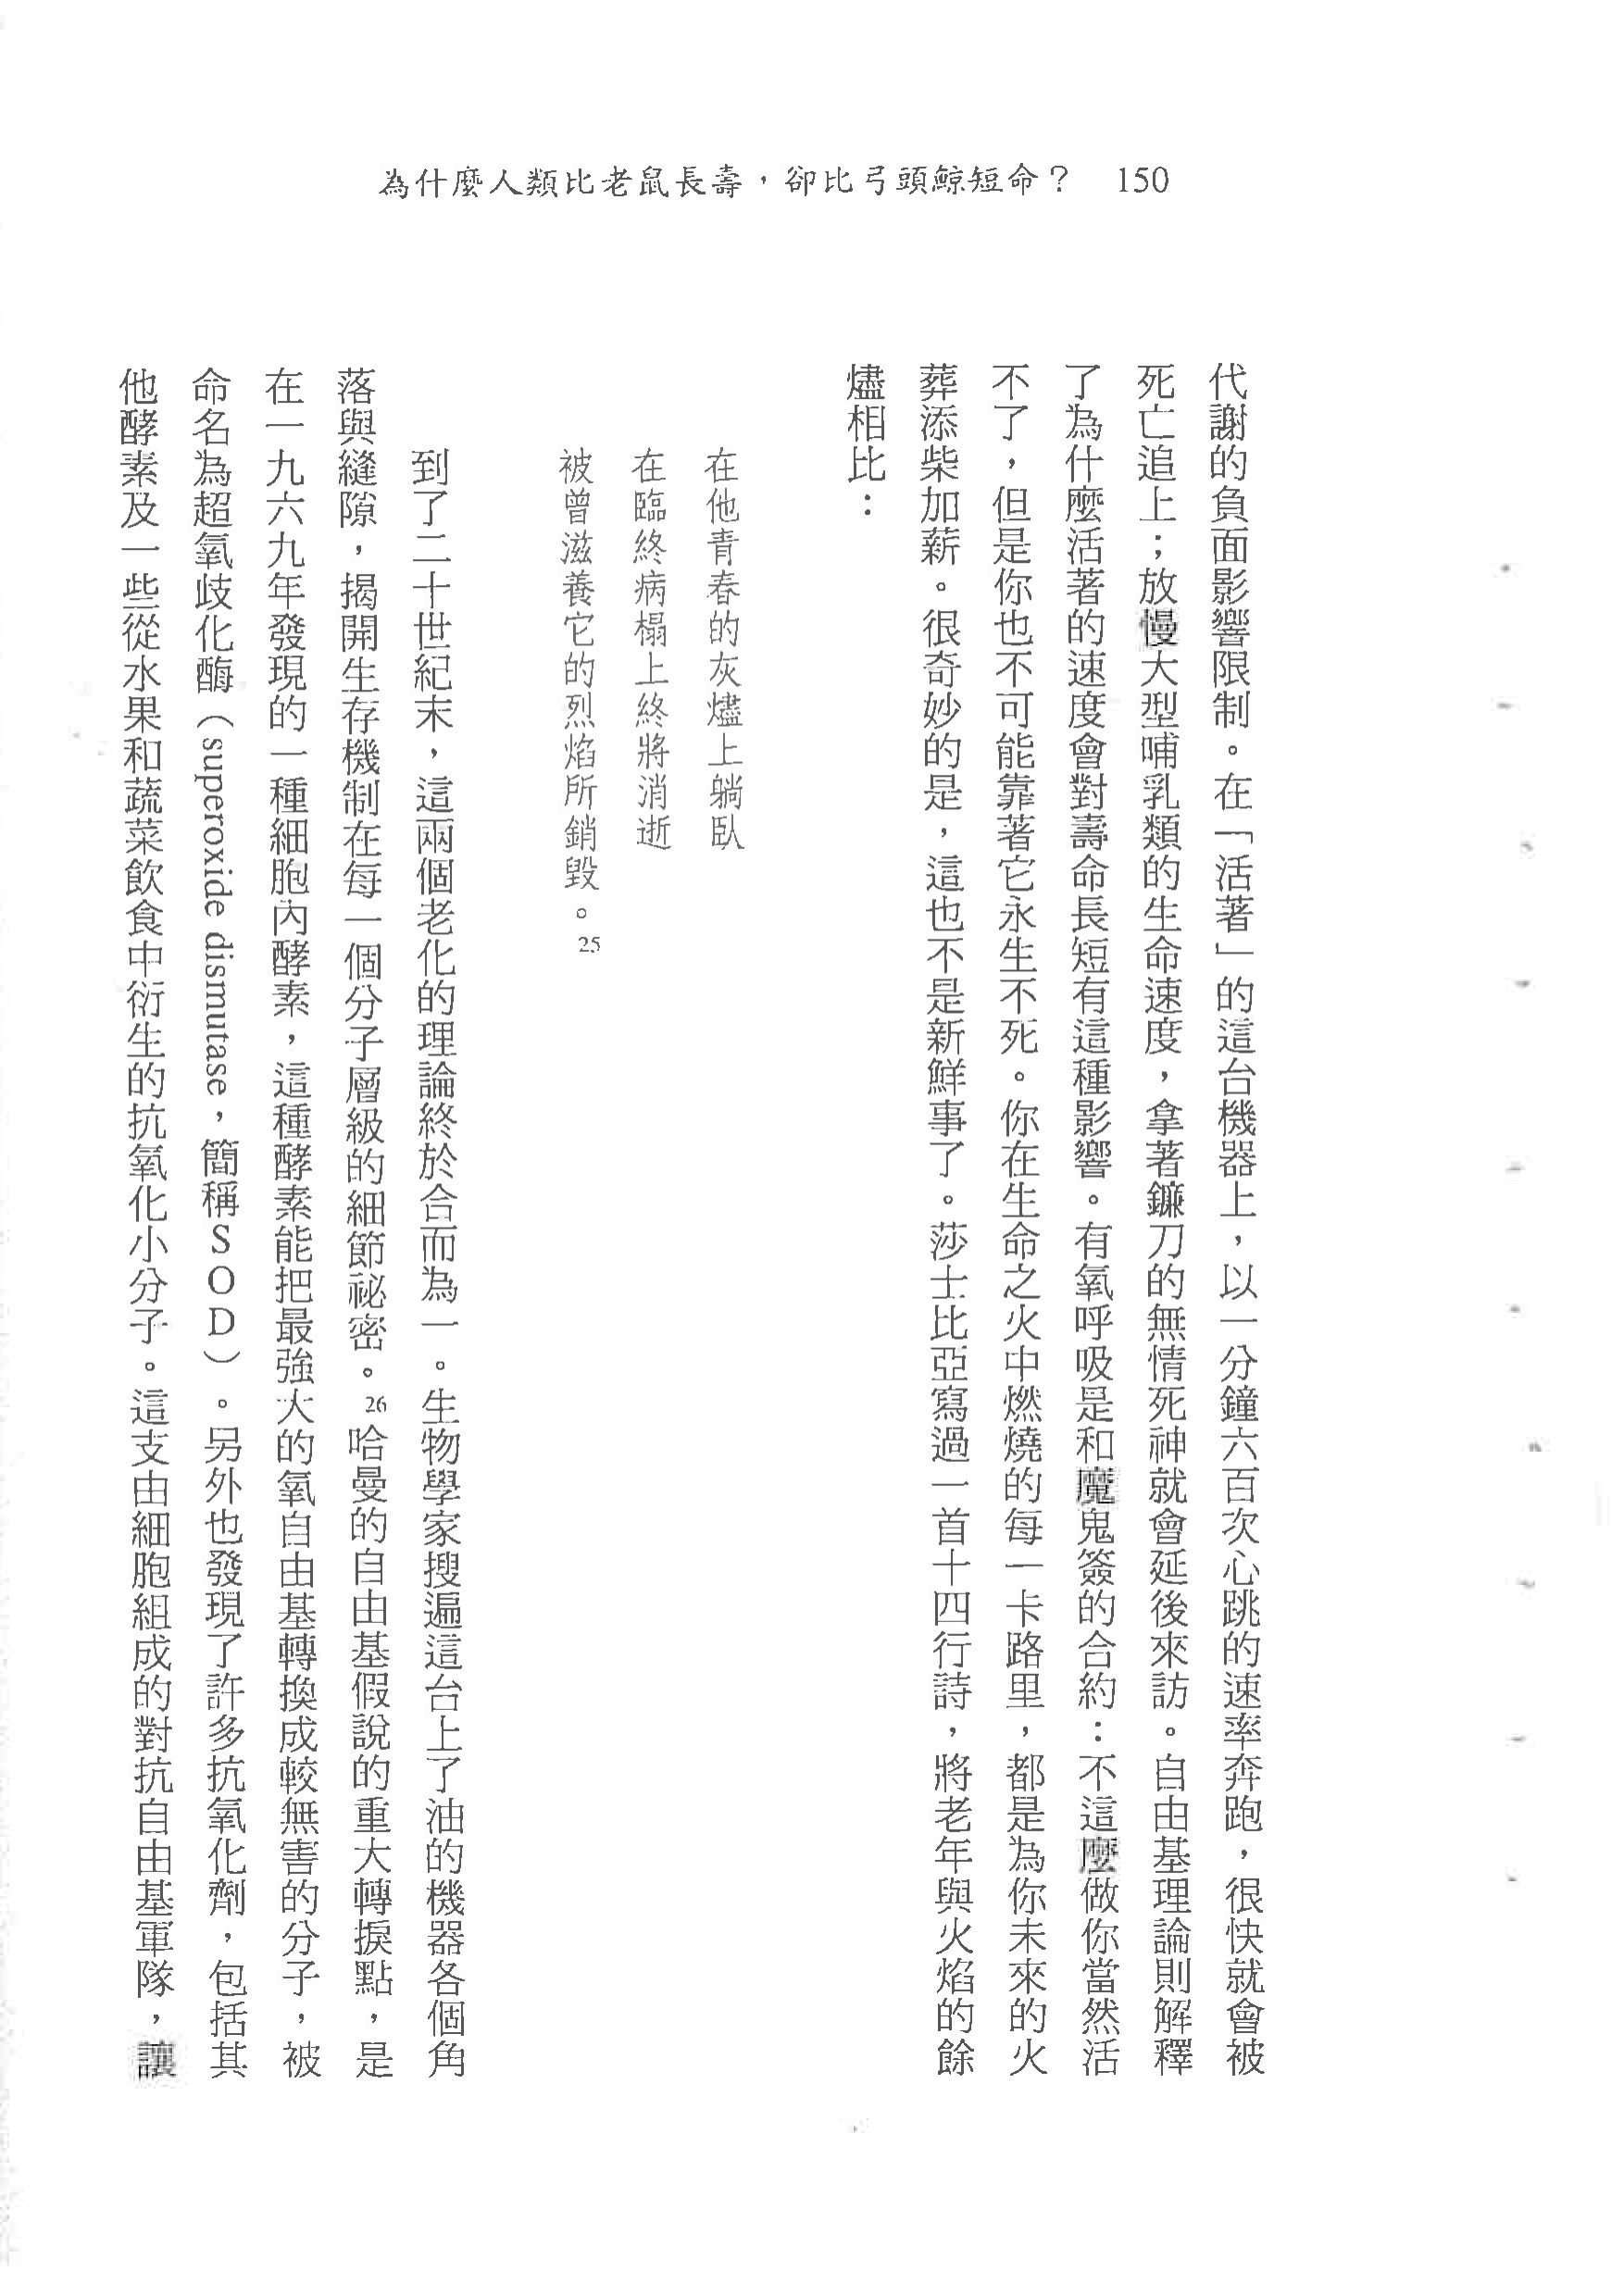 為什麼人類比老鼠長壽，卻比弓頭鯨短命？ 150
代謝的負面影響限制。在「活著」的這台機器上，以一分鐘六百次心跳的速率奔跑，很快就會被
死亡追上；放慢大型哺乳類的生命速度，拿著鐮刀的無情死神就會延後來訪。自由基理論則解釋
了為什麼活著的速度會對壽命長短有這種影響。有氧呼吸是和魔鬼簽的合約：不這麼做你當然活
不了，但是你也不可能靠著它永生不死。你在生命之火中燃燒的每一卡路里，都是為你未來的火
葬添柴加薪。很奇妙的是，這也不是新鮮事了。莎士比亞寫過一首十四行詩，將老年與火焰的餘
燼相比：
在他青春的灰燼上躺臥
在臨終病榻上終將消逝
被曾滋養它的烈焰所銷毀。25
到了二十世紀末，這兩個老化的理論終於合而為一。生物學家搜遍這台上了油的機器各個角
落與縫隙，揭開生存機制在每一個分子層級的細節祕密。26哈曼的自由基假說的重大轉捩點，是
在一九六九年發現的一種細胞內酵素，這種酵素能把最強大的氧自由基轉換成較無害的分子，被
命名為超氧歧化酶（superoxide dismutase，簡稱SOD）。另外也發現了許多抗氧化劑，包括其
他酵素及一些從水果和蔬菜飲食中衍生的抗氧化小分子。這支由細胞組成的對抗自由基軍隊，讓